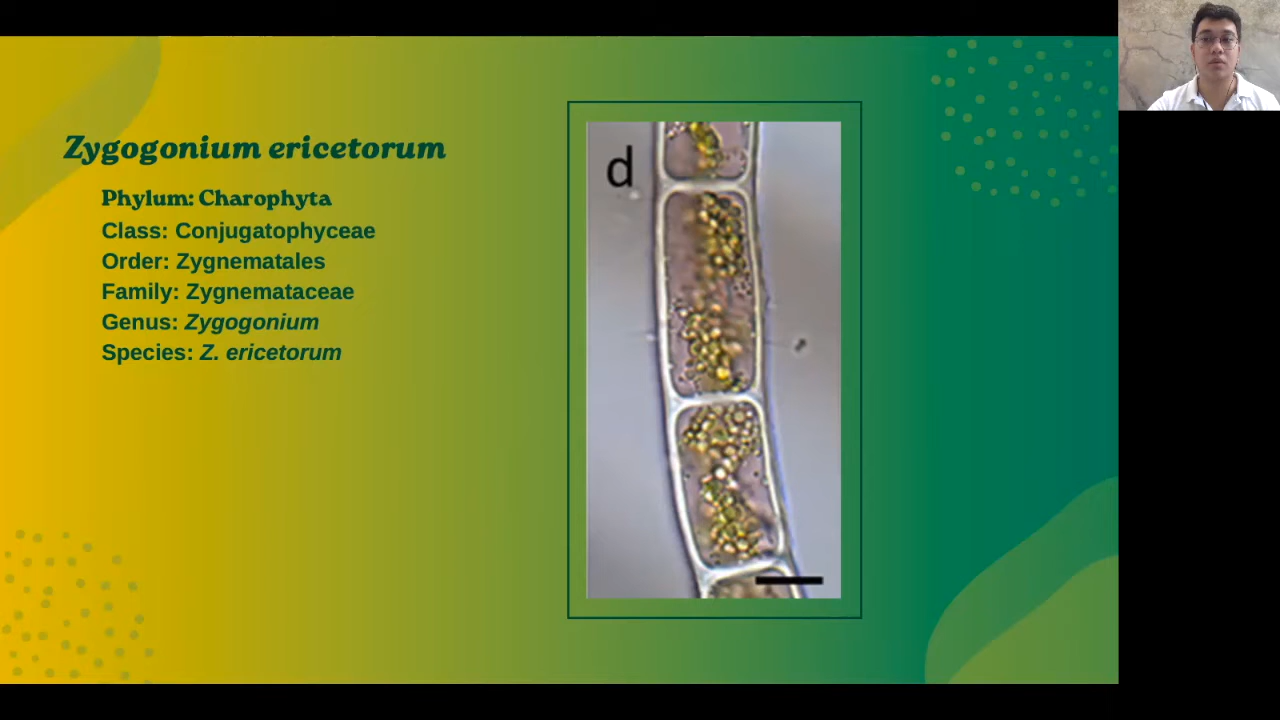 Zygogonium ericetorum
Phylum: Charophyta
Class: Conjugatophyceae
Order: Zygnematales
Family: Zygnemataceae
Genus: Zygogonium
Species: Z. ericetorum
d